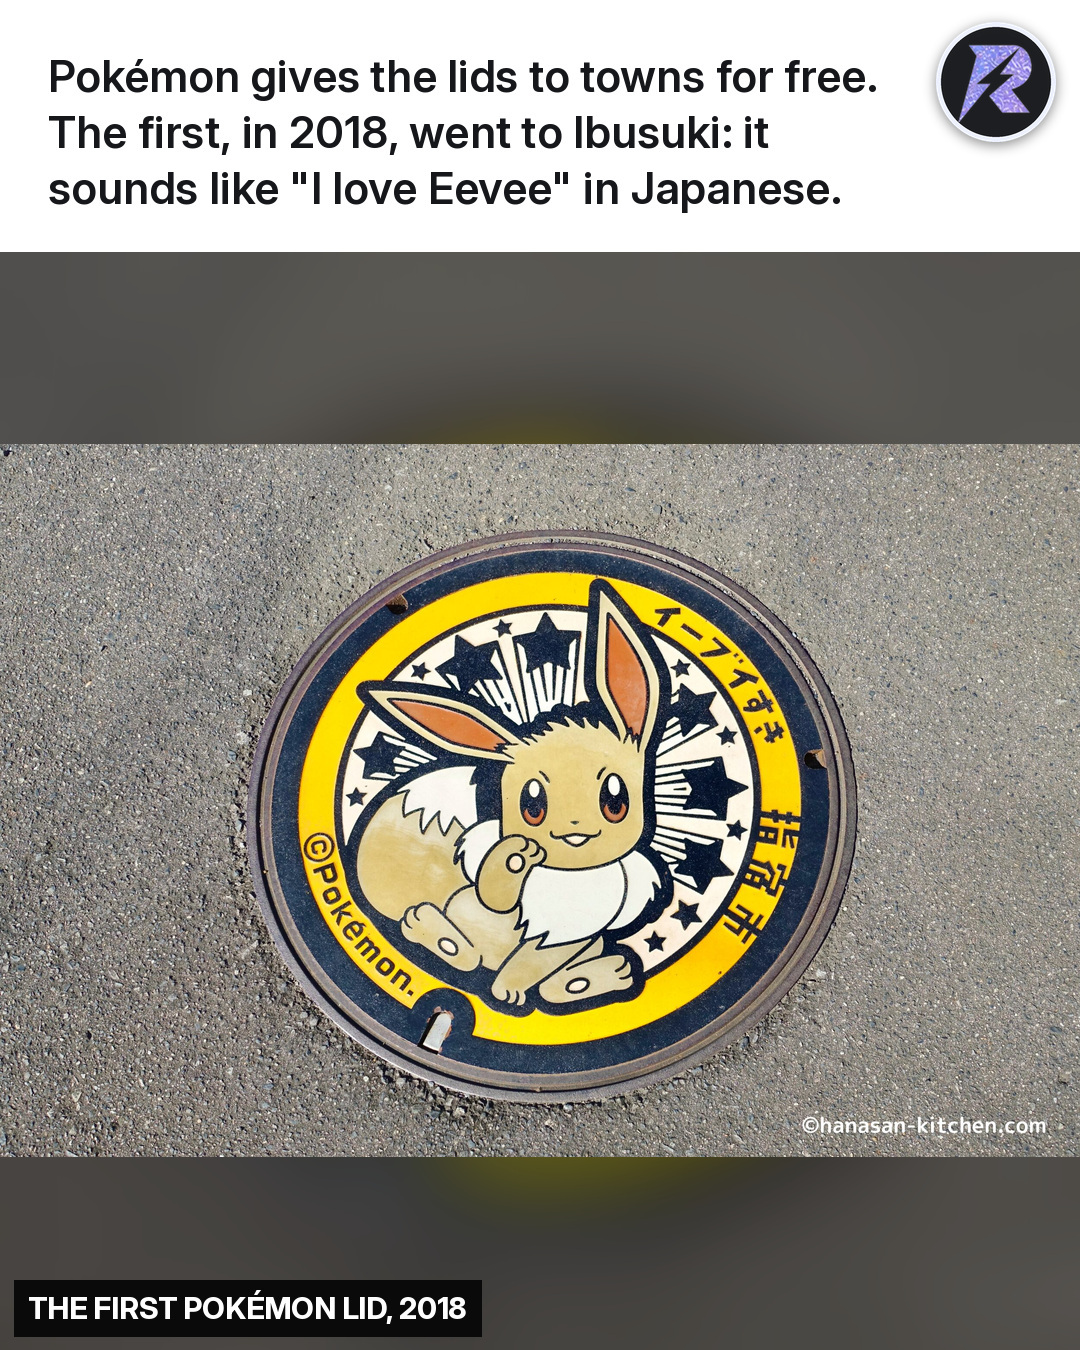 Pokémon gives the lids to towns for free.
The first, in 2018, went to Ibusuki: it
sounds like "I love Eevee" in Japanese.
R
イーブイすき
指宿市
©Pokémon.
©hanasan-kitchen.com
THE FIRST POKÉMON LID, 2018